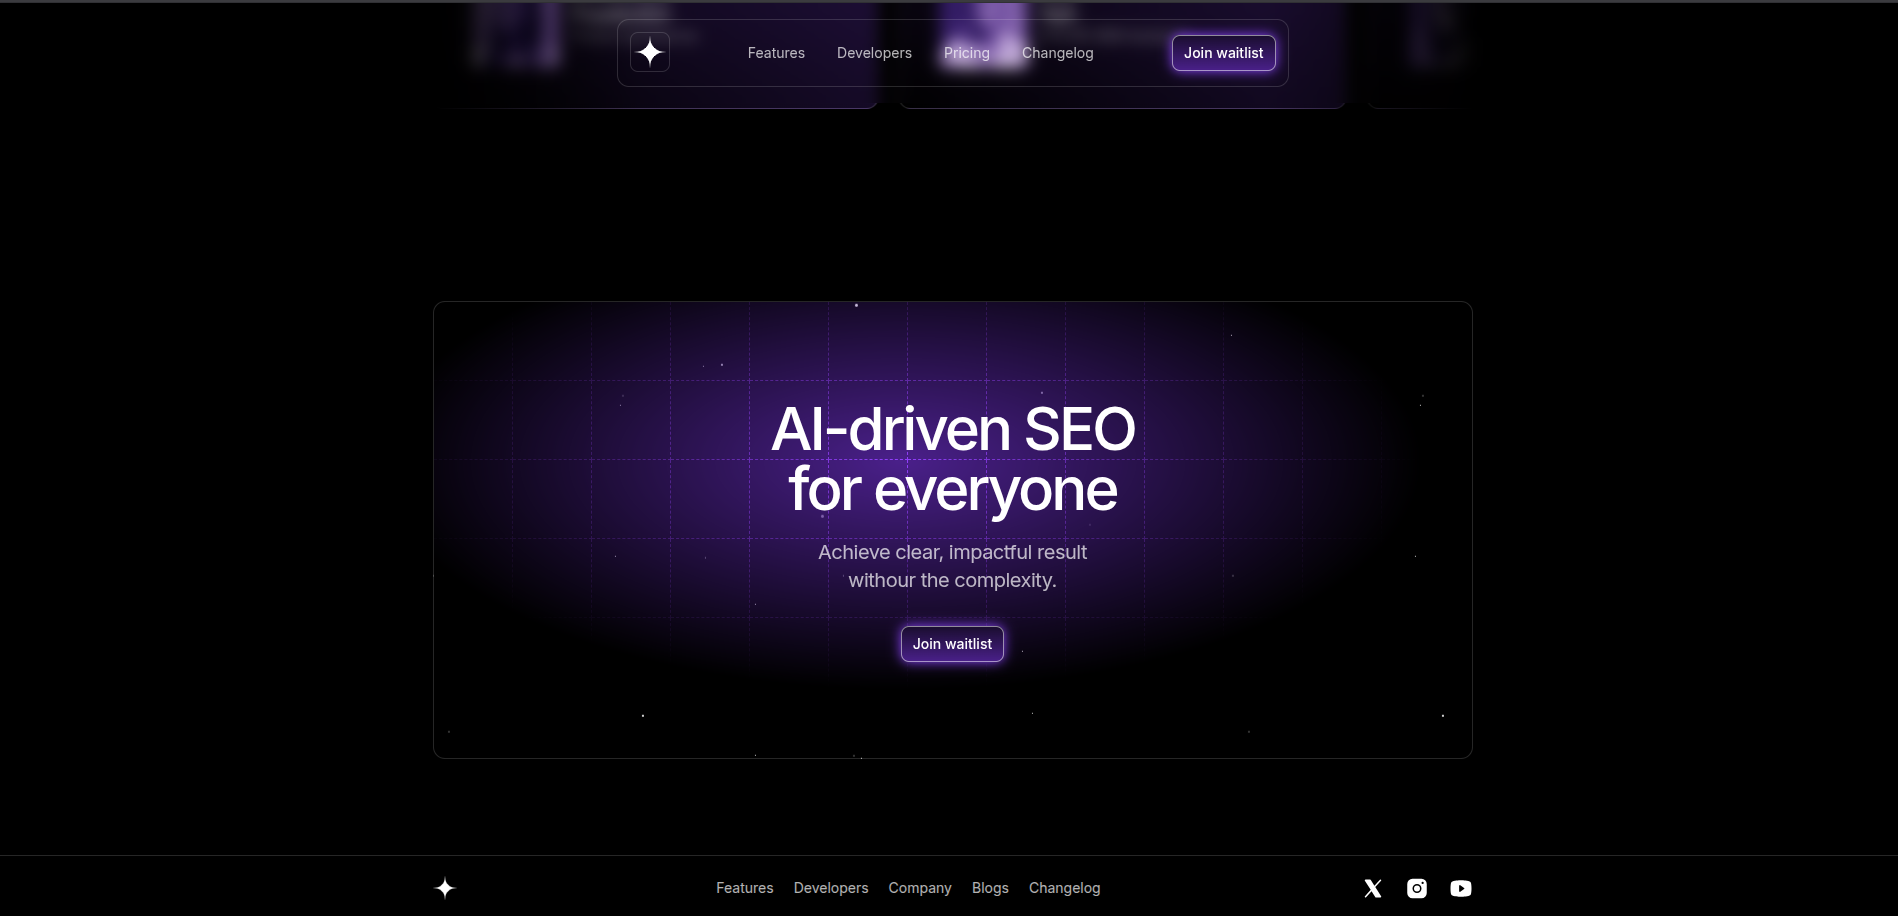 Features
Developers
Pricing
Changelog
Join waitlist
AI-driven SEO
for everyone
Achieve clear, impactful result
withour the complexity.
Join waitlist
Features
Developers
Company
Blogs
Changelog